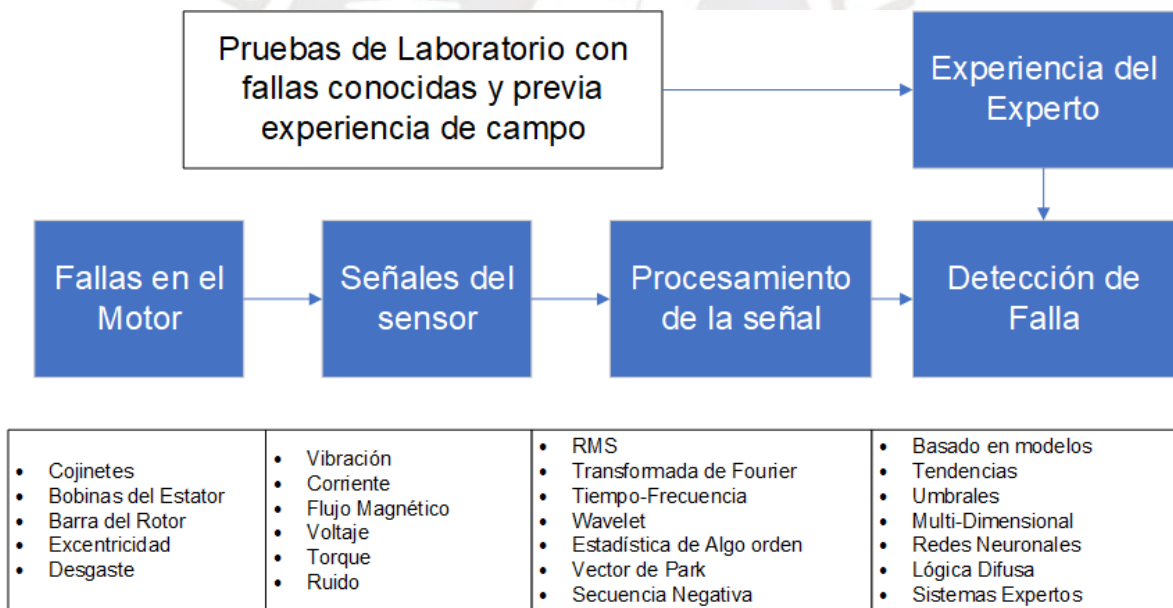 Pruebas de Laboratorio con
fallas conocidas y previa
experiencia de campo
Experiencia del
Experto
Fallas en el
Motor
Señales del
sensor
Procesamiento
de la señal
Detección de
Falla
• Cojinetes
• Bobinas del Estator
• Barra del Rotor
• Excentricidad
• Desgaste
• Vibración
• Corriente
• Flujo Magnético
• Voltaje
• Torque
• Ruido
• RMS
• Transformada de Fourier
• Tiempo-Frecuencia
• Wavelet
• Estadística de Algo orden
• Vector de Park
• Secuencia Negativa
• Basado en modelos
• Tendencias
• Umbrales
• Multi-Dimensional
• Redes Neuronales
• Lógica Difusa
• Sistemas Expertos